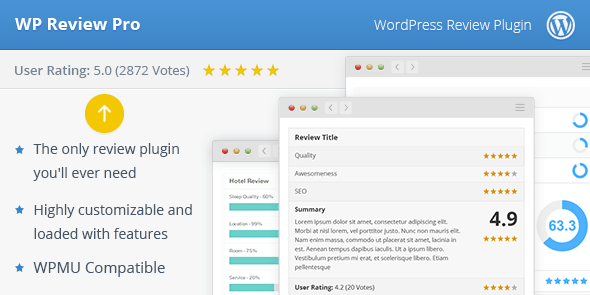 WP Review Pro
WordPress Review Plugin
User Rating: 5.0 (2872 Votes)
The only review plugin
you'll ever need
Highly customizable and
loaded with features
WPMU Compatible
Hotel Review
Sleep Quality - 60%
Location - 99%
Room - 75%
Service - 20%
Review Title
Quality
Awesomeness
SEO
Summary
Lorem ipsum dolor sit amet, consectetur adipiscing
elit. Morbi at nisl lorem, vel porttitor justo. Nunc non mauris
Nam enim massa, commodo ut placerat sit amet, lacinia in
est. Aenean tempus dapibus iaculis. Ut a ipsum libero.
Vestibulum pretium mi et erat, sed tempus mi. Etiam
pellentesque
4.9
User Rating: 4.2 (20 Votes)
63.3